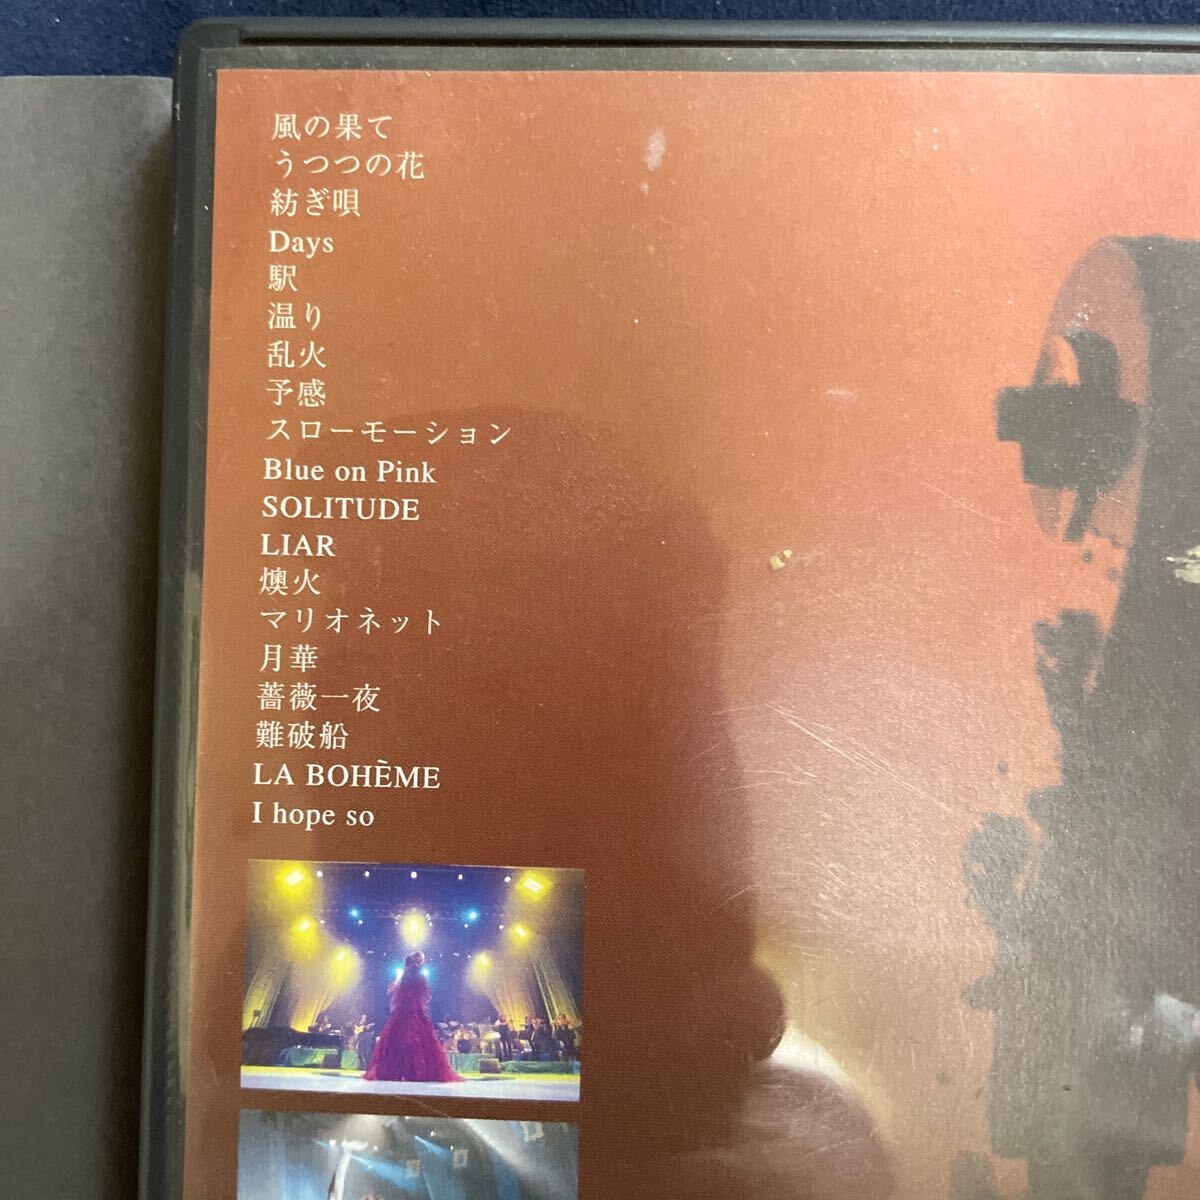 風の果て
うつつの花
紡ぎ唄
Days
駅
温り
乱火
予感
スローモーション
Blue on Pink
SOLITUDE
LIAR
燠火
マリオネット
月華
薔薇一夜
難破船
LA BOHÈME
I hope so